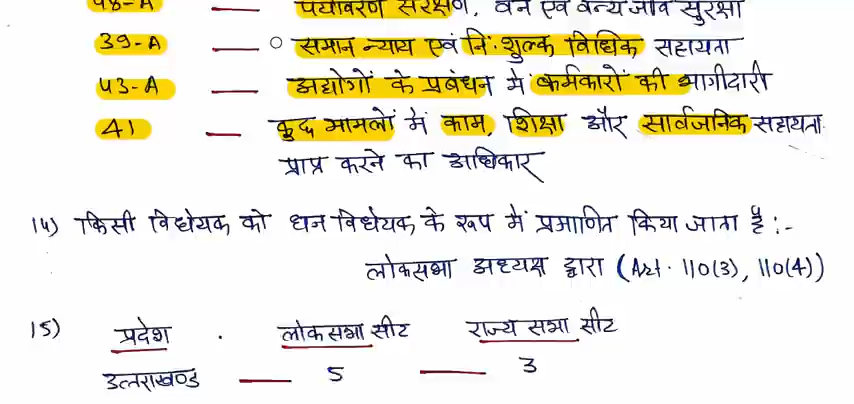 48-A — पर्यावरण संरक्षण, वन एवं वन्य जीव सुरक्षा
39-A — ० समान न्याय एवं निःशुल्क विधिक सहायता
43-A — उद्योगों के प्रबंधन में कर्मकारों की भागीदारी
41 — कुछ मामलों में काम, शिक्षा और सार्वजनिक सहायता
प्राप्त करने का अधिकार
14) किसी विधेयक को धन विधेयक के रूप में प्रमाणित किया जाता है :-
लोकसभा अध्यक्ष द्वारा (Art. 110(3), 110(4))
15) प्रदेश . लोकसभा सीट राज्य सभा सीट
उत्तराखण्ड — 5 — 3